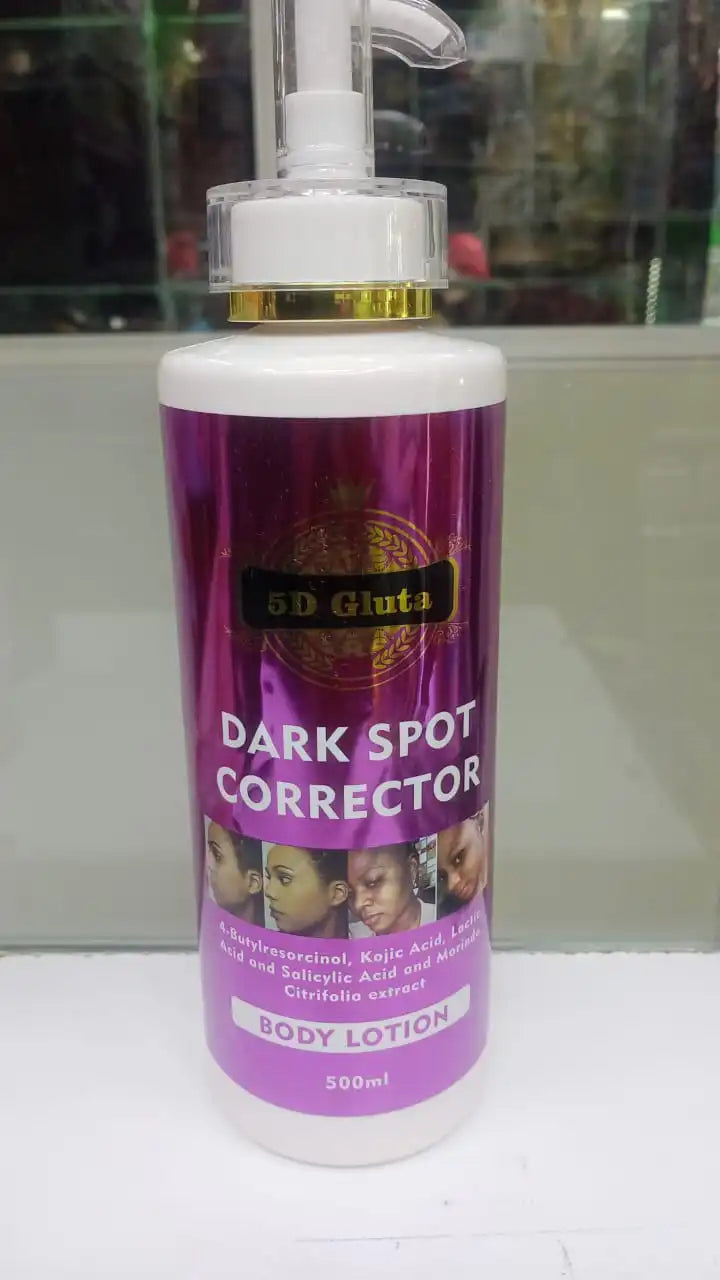 5D Gluta
DARK SPOT
CORRECTOR
4-Butylresorcinol, Kojic Acid, Lactic
Acid and Salicylic Acid and Morinda
Citrifolia extract
BODY LOTION
500ml